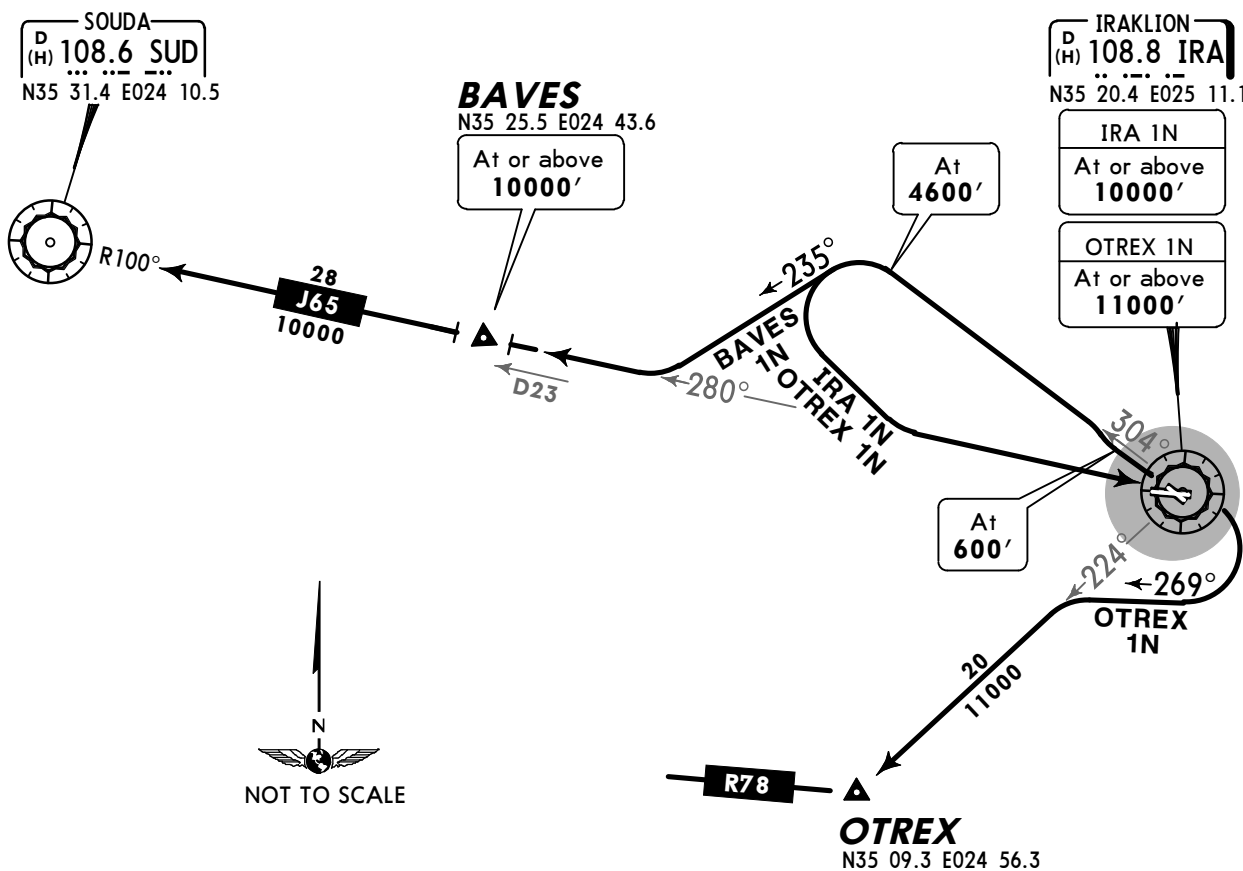 SOUDA
D
(H) 108.6 SUD
N35 31.4 E024 10.5
IRAKLION
D
(H) 108.8 IRA
N35 20.4 E025 11.1
BAVES
N35 25.5 E024 43.6
At or above
10000'
At
4600'
IRA 1N
At or above
10000'
OTREX 1N
At or above
11000'
R100°
28
J65
10000
D23
280°
235°
BAVES
1N
IRA 1N
OTREX 1N
304°
At
600'
224°
269°
OTREX
1N
20
11000
N
NOT TO SCALE
R78
OTREX
N35 09.3 E024 56.3